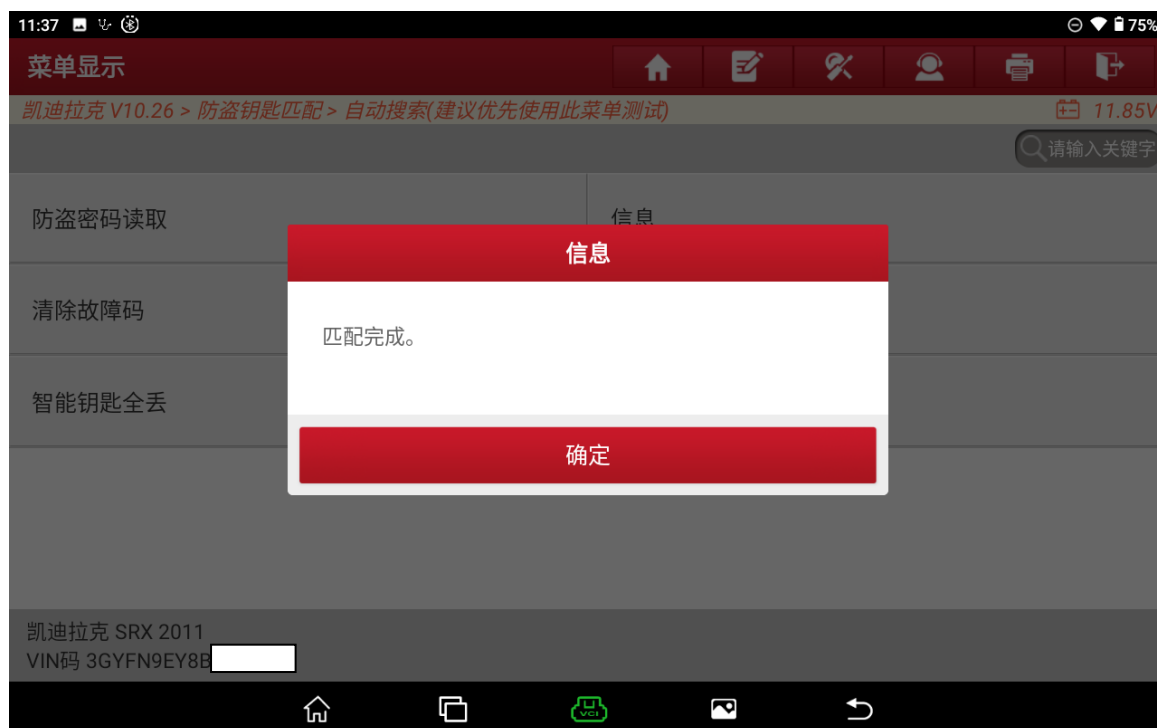 11:37
75%
菜单显示
凯迪拉克 V10.26 > 防盗钥匙匹配 > 自动搜索(建议优先使用此菜单测试)
11.85V
请输入关键字
防盗密码读取
信息
信息
清除故障码
匹配完成。
智能钥匙全丢
确定
凯迪拉克 SRX 2011
VIN码 3GYFN9EY8B
VCI